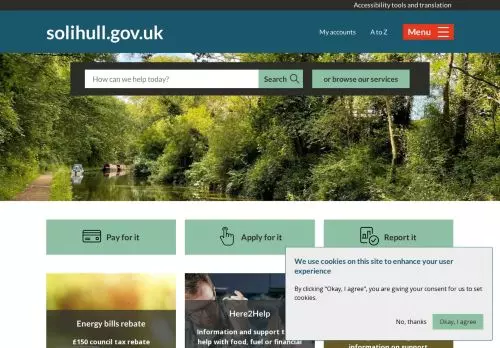 Accessibility tools and translation
solihull.gov.uk
My accounts
A to Z
Menu
How can we help today?
Search
or browse our services
Pay for it
Apply for it
Report it
We use cookies on this site to enhance your user
experience
By clicking "Okay, I agree", you are giving your consent for us to set
cookies.
No, thanks
Okay, I agree
Energy bills rebate
£150 council tax rebate
Here2Help
Information and support t
help with food, fuel or financial
information on support